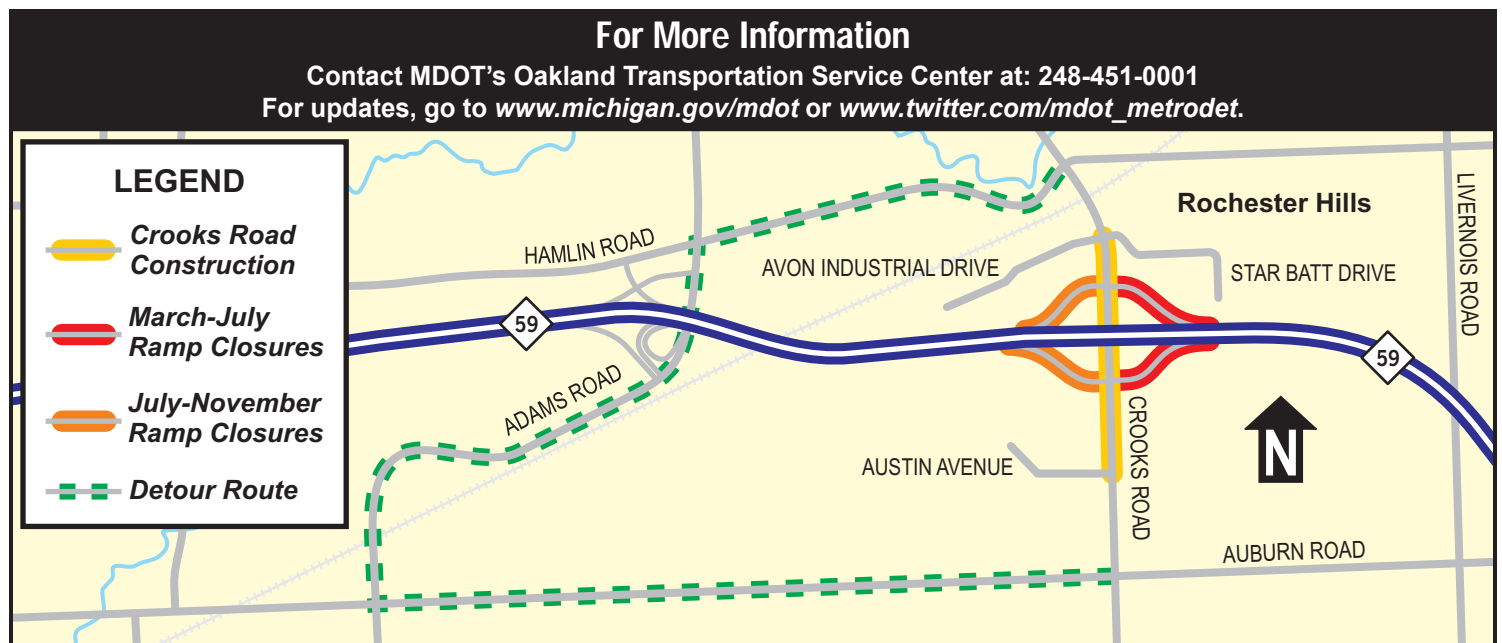 For More Information
Contact MDOT's Oakland Transportation Service Center at: 248-451-0001
For updates, go to www.michigan.gov/mdot or www.twitter.com/mdot_metrodet.
LEGEND
Crooks Road
Construction
March-July
Ramp Closures
July-November
Ramp Closures
Detour Route
HAMLIN ROAD
AVON INDUSTRIAL DRIVE
Rochester Hills
STAR BATT DRIVE
LIVERNOIS ROAD
59
59
ADAMS ROAD
CROOKS ROAD
N
AUSTIN AVENUE
AUBURN ROAD